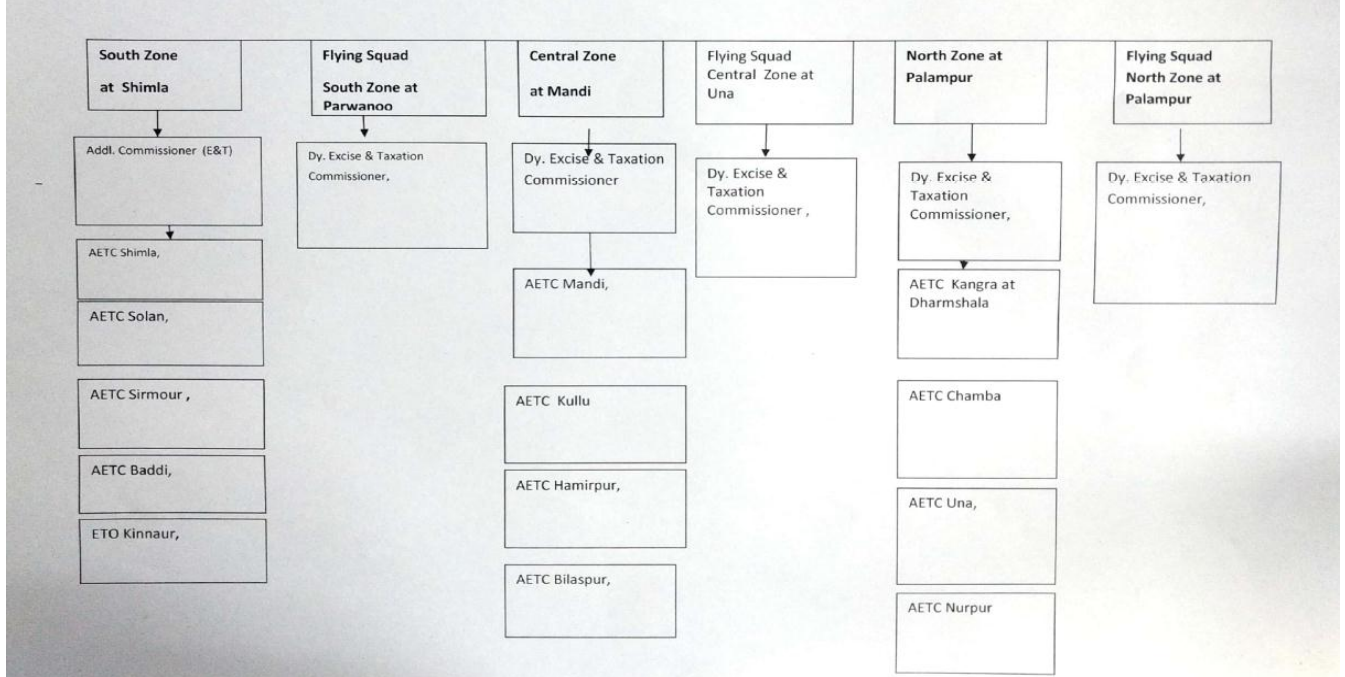 South Zone
at Shimla
Addl. Commissioner (E&T)
AETC Shimla,
AETC Solan,
AETC Sirmour ,
AETC Baddi,
ETO Kinnaur,
Flying Squad
South Zone at
Parwanoo
Dy. Excise & Taxation
Commissioner,
Central Zone
at Mandi
Dy. Excise & Taxation
Commissioner
AETC Mandi,
AETC Kullu
AETC Hamirpur,
AETC Bilaspur,
Flying Squad
Central Zone at
Una
Dy. Excise &
Taxation
Commissioner ,
North Zone at
Palampur
Dy. Excise &
Taxation
Commissioner,
AETC Kangra at
Dharmshala
AETC Chamba
AETC Una,
AETC Nurpur
Flying Squad
North Zone at
Palampur
Dy. Excise & Taxation
Commissioner,